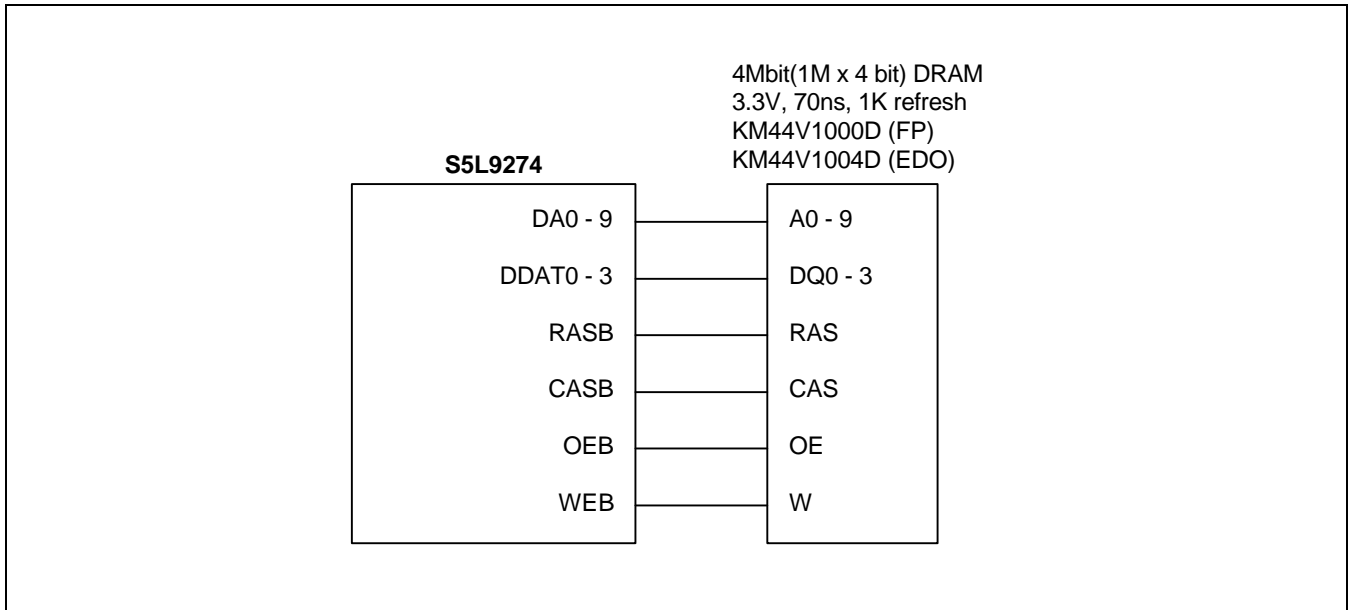 4Mbit(1M x 4 bit) DRAM
3.3V, 70ns, 1K refresh
KM44V1000D (FP)
KM44V1004D (EDO)
S5L9274
DA0 - 9
A0 - 9
DDAT0 - 3
DQ0 - 3
RASB
RAS
CASB
CAS
OEB
OE
WEB
W